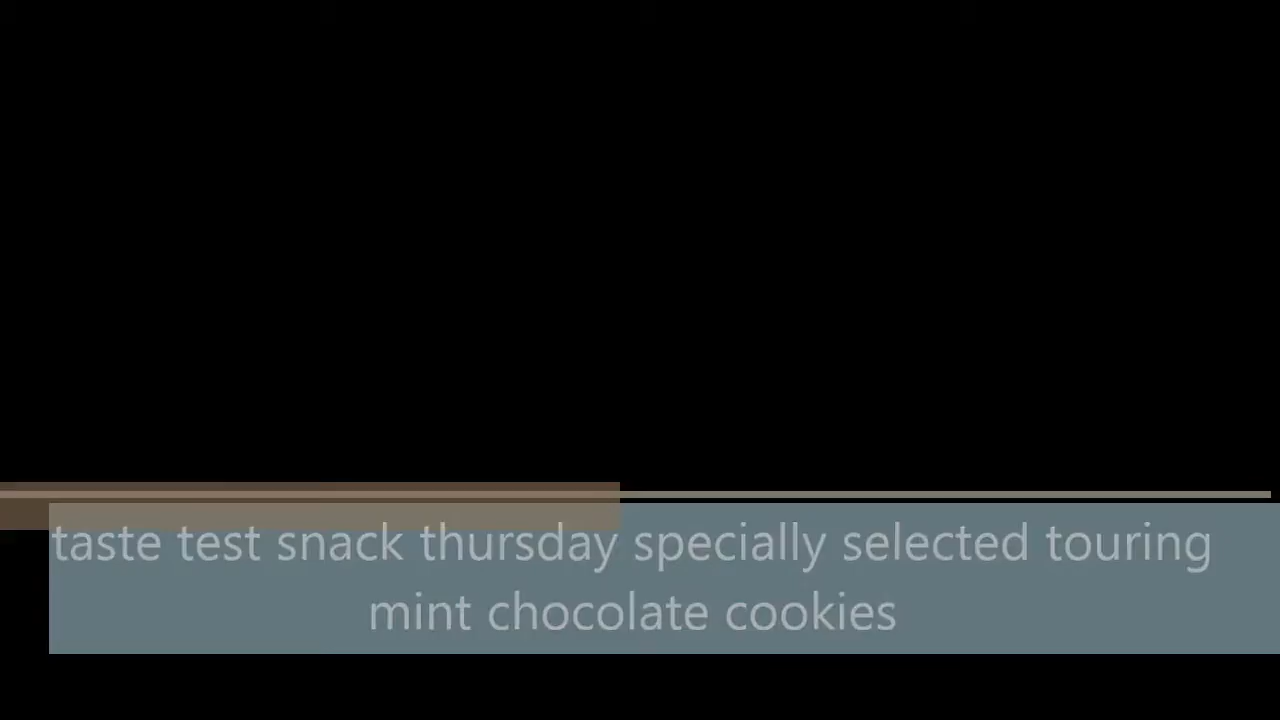 taste test snack thursday specially selected touring
mint chocolate cookies